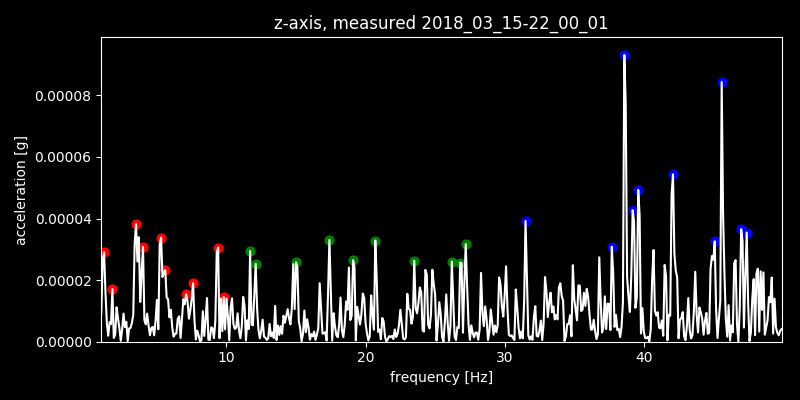 z-axis, measured 2018_03_15-22_00_01
0.00008
0.00006
0.00004
0.00002
0.00000
acceleration [g]
10 20 30 40
frequency [Hz]